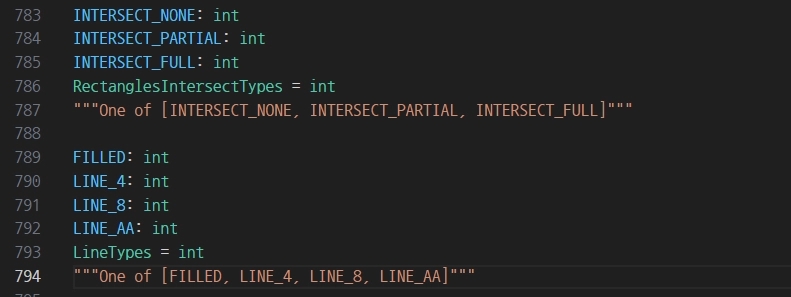 783 INTERSECT_NONE: int
784 INTERSECT_PARTIAL: int
785 INTERSECT_FULL: int
786 RectanglesIntersectTypes = int
787 """One of [INTERSECT_NONE, INTERSECT_PARTIAL, INTERSECT_FULL]"""
788
789 FILLED: int
790 LINE_4: int
791 LINE_8: int
792 LINE_AA: int
793 LineTypes = int
794 """One of [FILLED, LINE_4, LINE_8, LINE_AA]"""